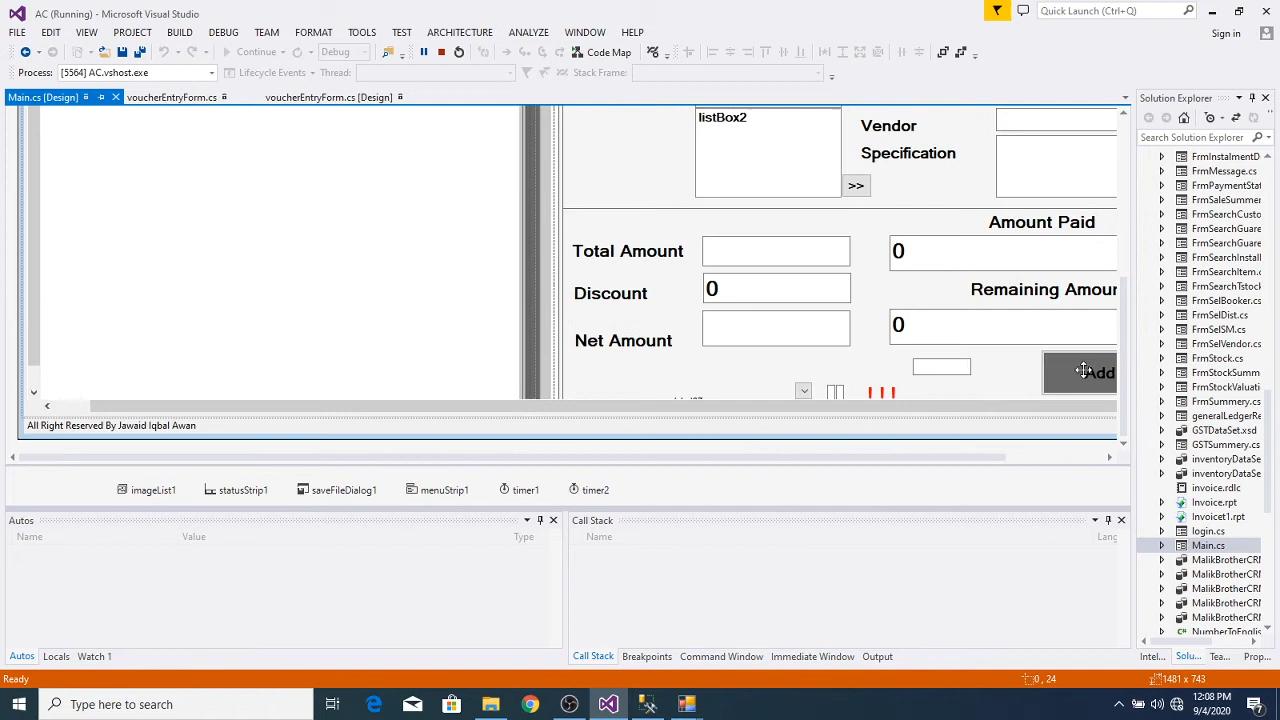 AC (Running) - Microsoft Visual Studio
Quick Launch (Ctrl+Q)
FILE EDIT VIEW PROJECT BUILD DEBUG TEAM FORMAT TOOLS TEST ARCHITECTURE ANALYZE WINDOW HELP
Sign in
Continue Debug Code Map
Process: [5564] AC.vshost.exe Lifecycle Events Thread: Stack Frame:
Main.cs [Design] voucherEntryForm.cs voucherEntryForm.cs [Design]
Solution Explorer
Search Solution Explorer
listBox2
Vendor
Specification
>>
Amount Paid
Total Amount
0
Discount
0
Remaining Amour
Net Amount
0
Add
! ! !
All Right Reserved By Jawaid Iqbal Awan
imageList1 statusStrip1 saveFileDialog1 menuStrip1 timer1 timer2
Autos
Name Value Type
Call Stack
Name Lang
Autos Locals Watch 1
Call Stack Breakpoints Command Window Immediate Window Output
FrmInstalmentD
FrmMessage.cs
FrmPaymentStat
FrmSaleSummer
FrmSearchCusto
FrmSearchGuare
FrmSearchGuare
FrmSearchInstall
FrmSearchItem.c
FrmSearchTstock
FrmSelBooker.cs
FrmSelDist.cs
FrmSelSM.cs
FrmSelVendor.cs
FrmStock.cs
FrmStockSumm
FrmStockValuati
FrmSummery.cs
generalLedgerRe
GSTDataSet.xsd
GSTSummery.cs
inventoryDataSe
inventoryDataSe
invoice.rdlc
Invoice.rpt
Invoicet1.rpt
login.cs
Main.cs
MalikBrotherCRN
MalikBrotherCRN
MalikBrotherCRN
MalikBrotherCRN
MalikBrotherCRN
NumberToEnglis
Intel... Solu... Tea... Prop...
Ready
0 , 24
1481 x 743
Type here to search
12:08 PM
9/4/2020